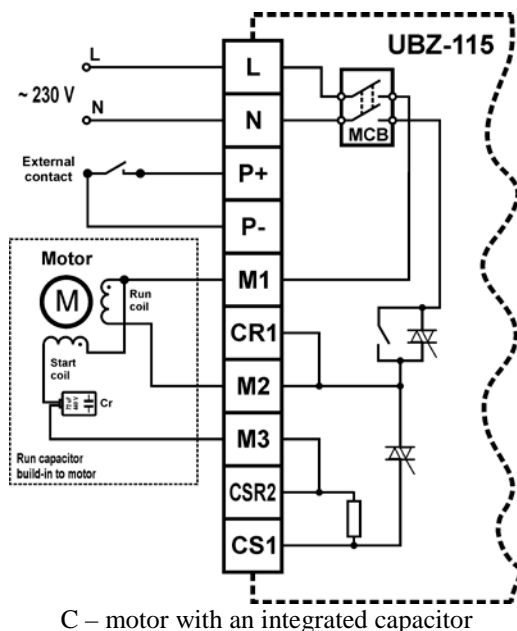 UBZ-115
L
L
MCB
~ 230 V
N
N
External
contact
P+
P-
Motor
M
Run
coil
M1
CR1
Start
coil
M2
Cr
M3
Run capacitor
build-in to motor
CSR2
CS1
C – motor with an integrated capacitor